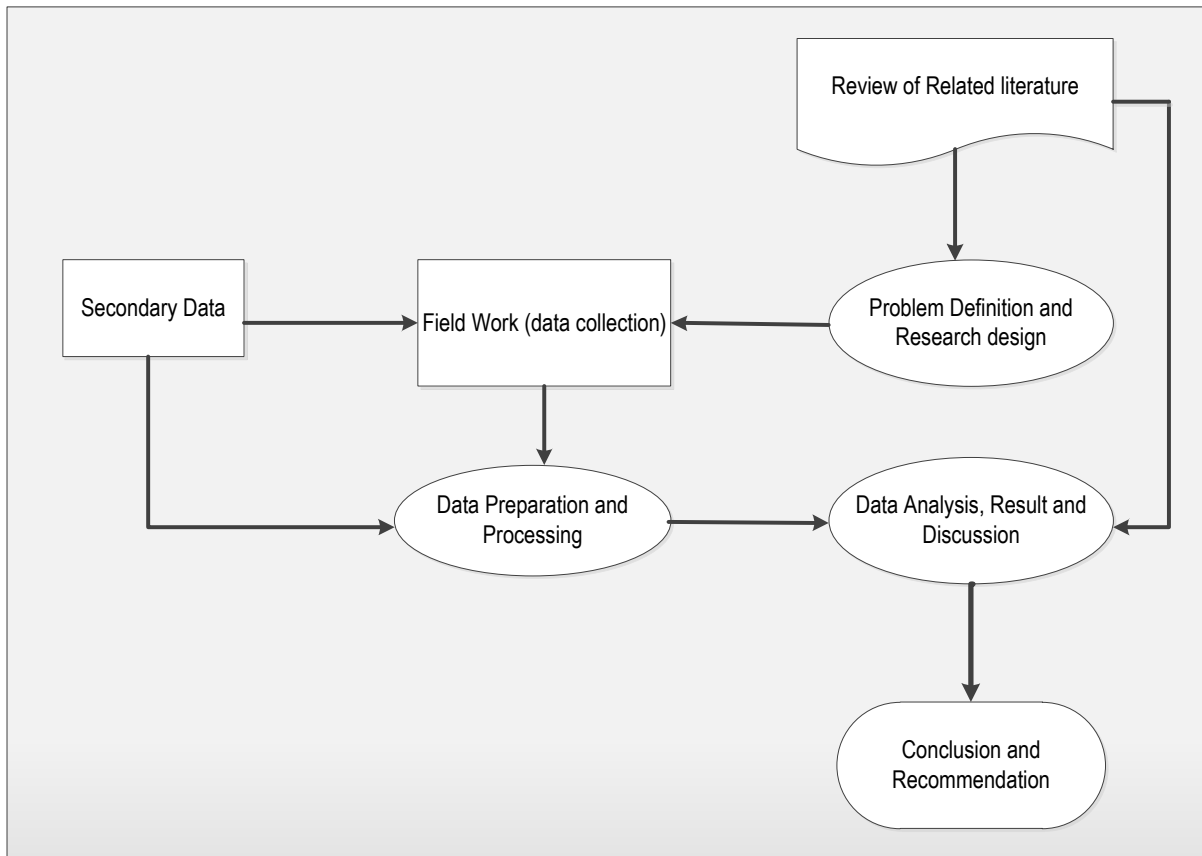 Review of Related literature
Secondary Data
Field Work (data collection)
Problem Definition and
Research design
Data Preparation and
Processing
Data Analysis, Result and
Discussion
Conclusion and
Recommendation